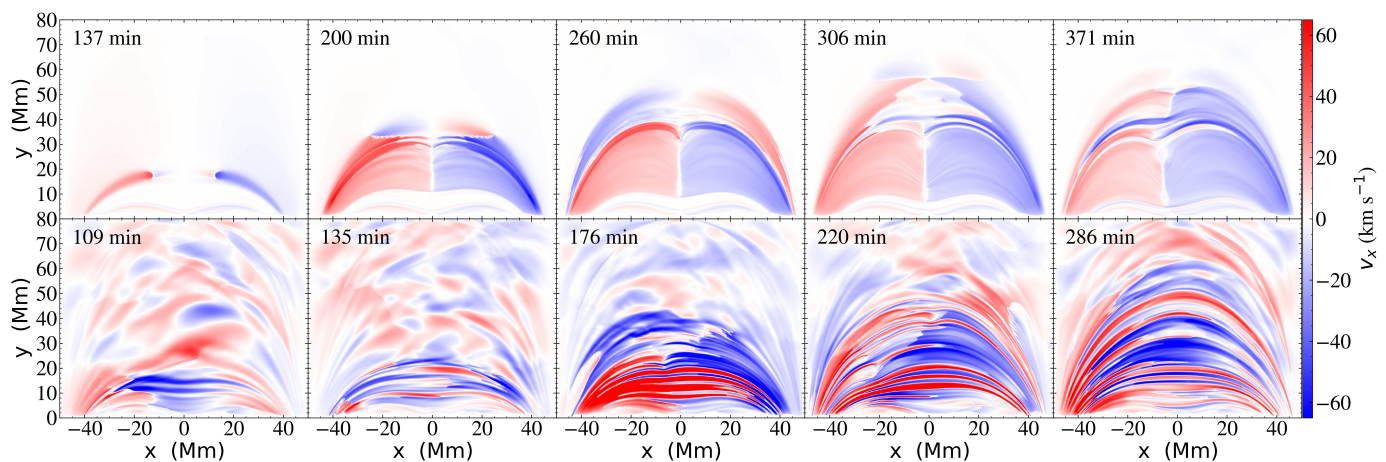 137 min
200 min
260 min
306 min
371 min
80
70
60
50
40
30
20
10
y (Mm)
109 min
135 min
176 min
220 min
286 min
80
70
60
50
40
30
20
10
0
y (Mm)
−40 −20 0 20 40
−40 −20 0 20 40
−40 −20 0 20 40
−40 −20 0 20 40
−40 −20 0 20 40
x (Mm)
x (Mm)
x (Mm)
x (Mm)
x (Mm)
60
40
20
0
−20
−40
−60
v_x (km s⁻¹)